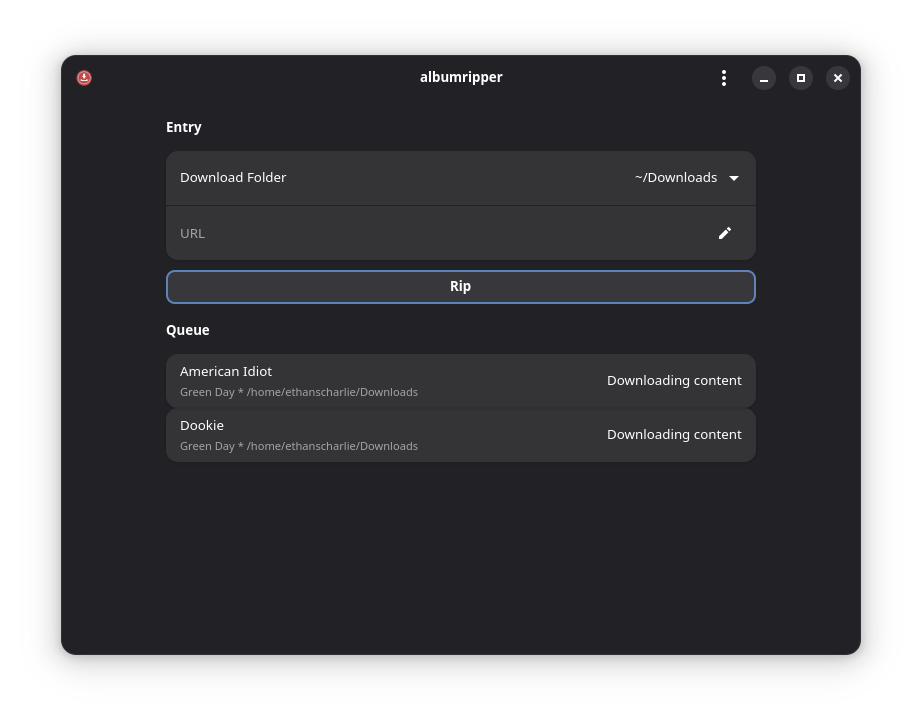 albumripper
Entry
Download Folder ~/Downloads
URL
Rip
Queue
American Idiot
Green Day * /home/ethanscharlie/Downloads
Downloading content
Dookie
Green Day * /home/ethanscharlie/Downloads
Downloading content